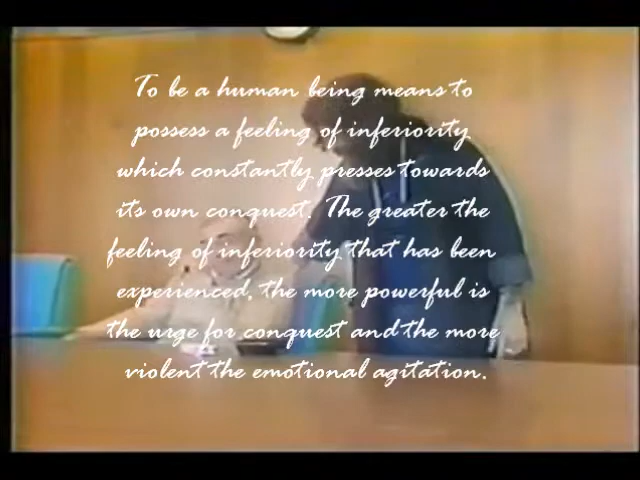 To be a human being means to
possess a feeling of inferiority
which constantly presses towards
its own conquest. The greater the
feeling of inferiority that has been
experienced, the more powerful is
the urge for conquest and the more
violent the emotional agitation.